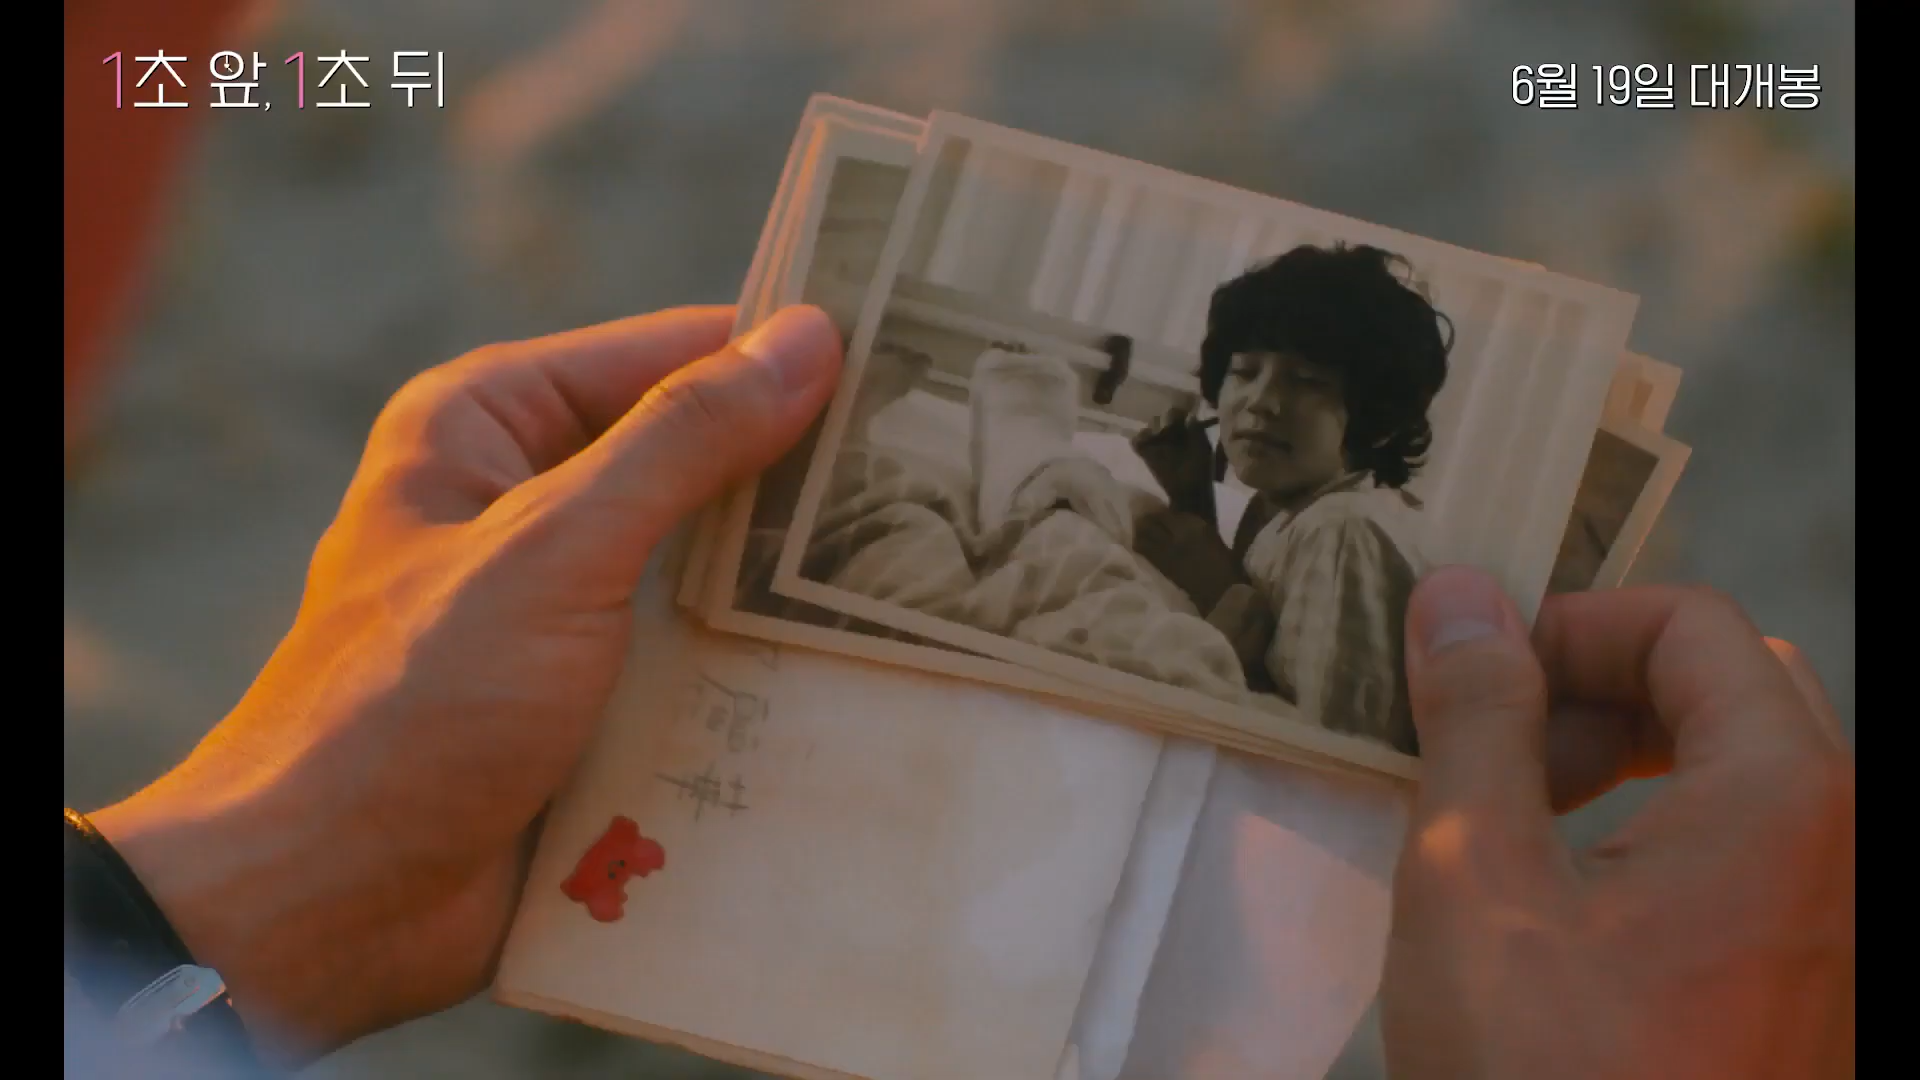 1초 앞, 1초 뒤
6월 19일 대개봉